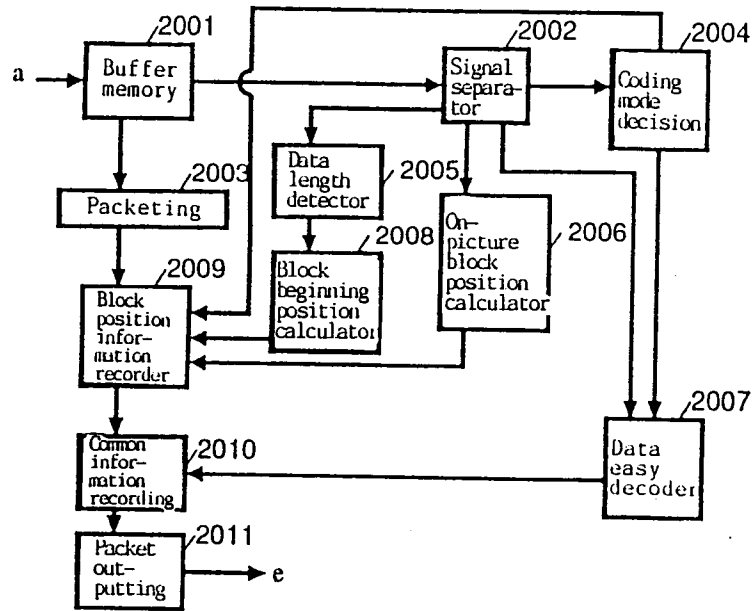 2001
2002
2004
a
Buffer
memory
Signal
separa-
tor
Coding
mode
decision
2003
Packeting
Data
length
detector
2005
2009
Block
position
infor-
mation
recorder
2008
Block
beginning
position
calculator
On-
picture
block
position
calculator
2006
2007
Common
infor-
mation
recording
2010
Data
easy
decoder
Packet
out-
putting
2011
e